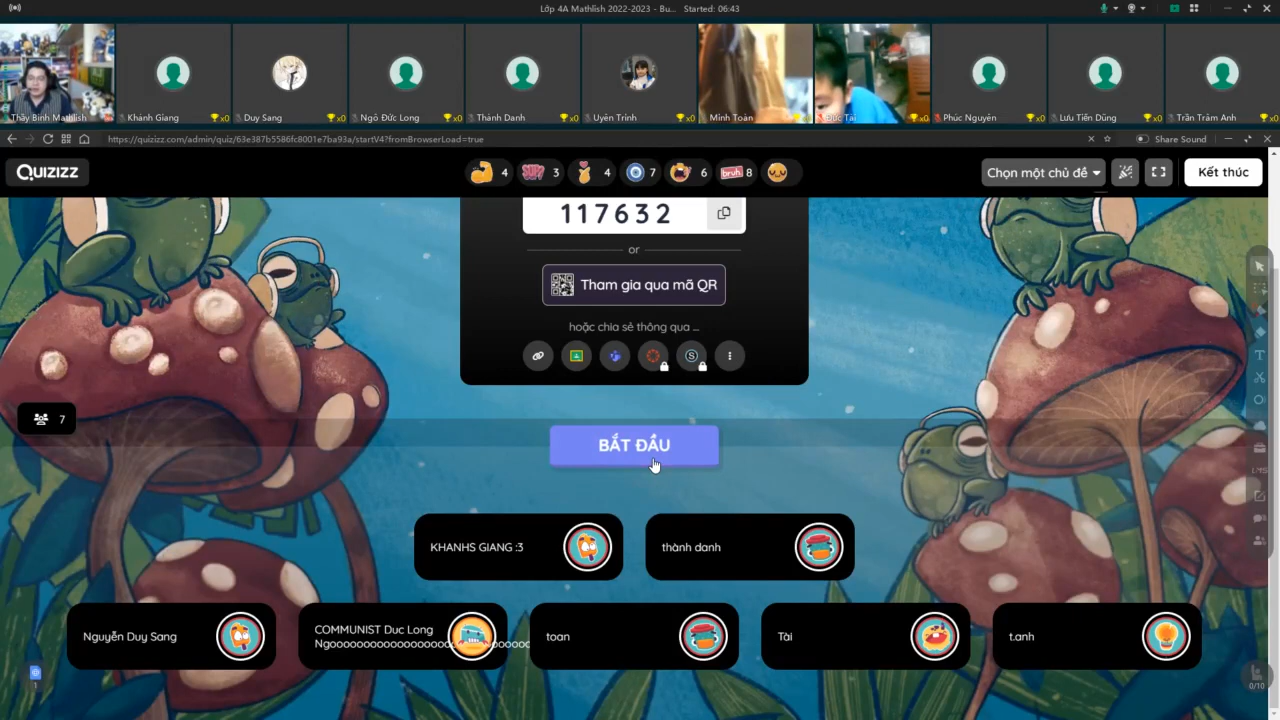 Lớp 4A Mathlish 2022-2023 - Bu... Started: 06:43
Thầy Bình Mathlish
Khánh Giang x0
Duy Sang x0
Ngô Đức Long x0
Thành Danh x0
Uyên Trinh x0
Minh Toàn x0
Đức Tài x0
Phúc Nguyên x0
Lưu Tiến Dũng x0
Trần Trâm Anh x0
https://quizizz.com/admin/quiz/63e387b5586fc8001e7ba93a/startV4?fromBrowserLoad=true
Share Sound
Quizizz
4
3
4
7
6
bruh 8
Chọn một chủ đề
Kết thúc
117632
or
Tham gia qua mã QR
hoặc chia sẻ thông qua ...
S
7
BẮT ĐẦU
KHANHS GIANG :3
thành danh
Nguyễn Duy Sang
COMMUNIST Duc Long
toan
Tài
t.anh
T
LMS
1
0/10